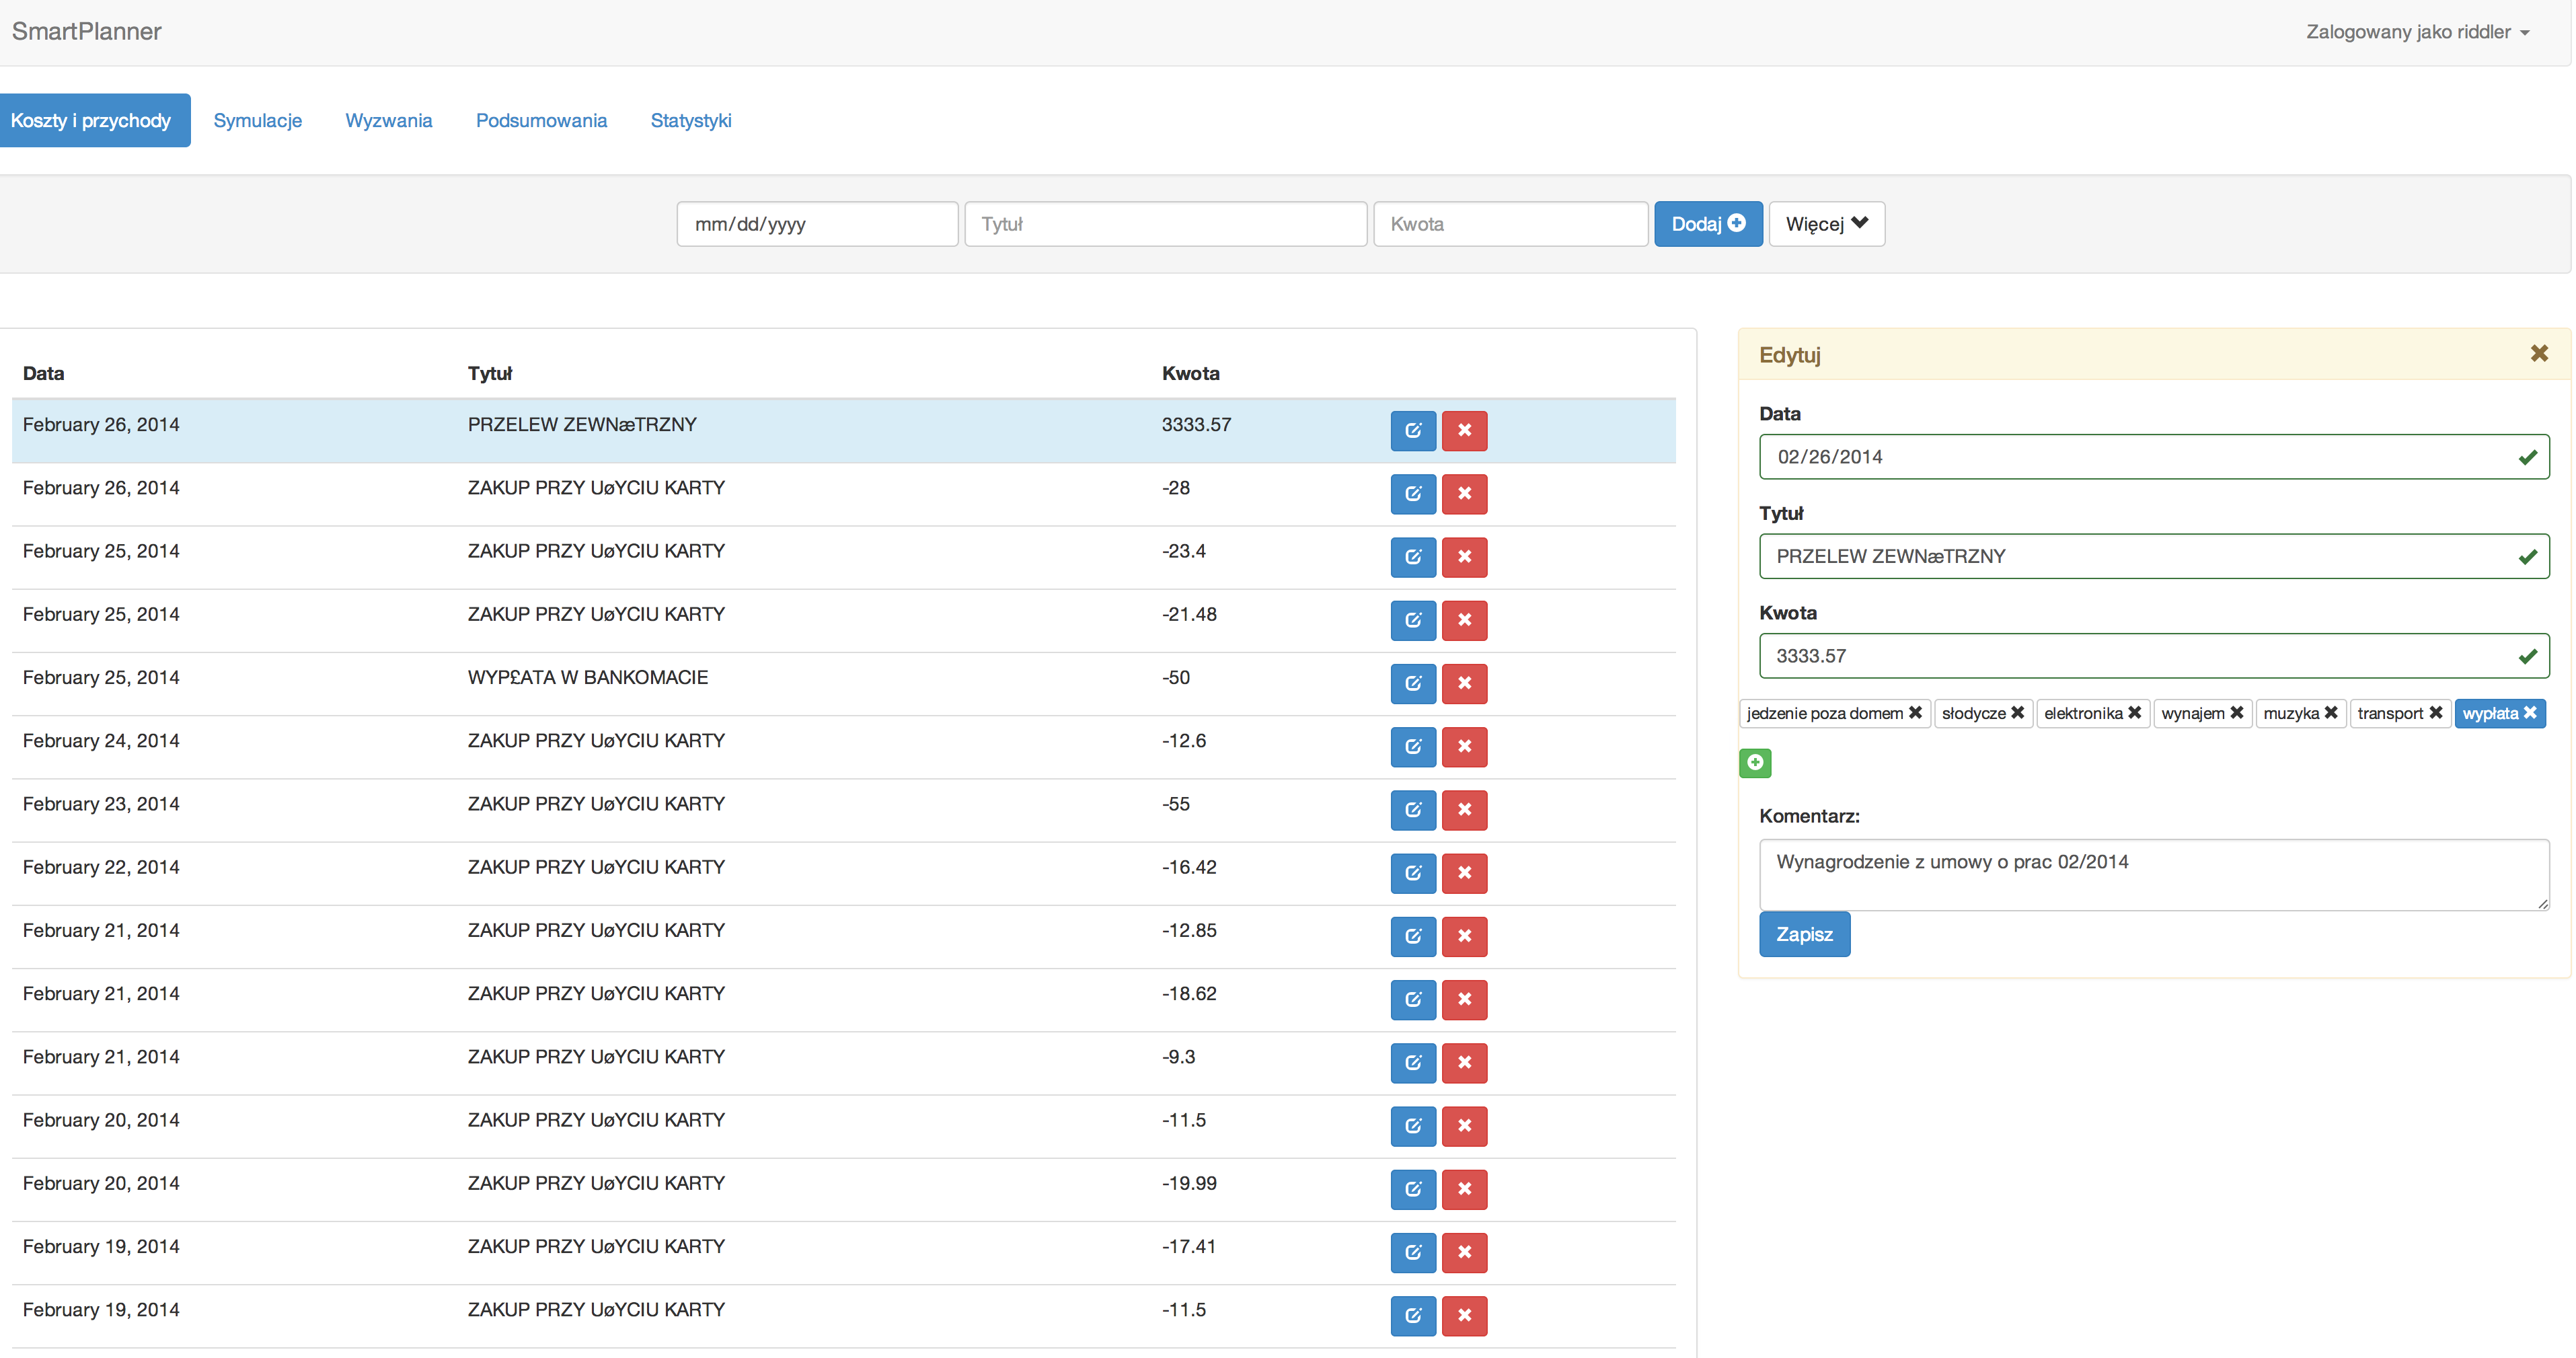 SmartPlanner
Zalogowany jako riddler
Koszty i przychody Symulacje Wyzwania Podsumowania Statystyki
mm/dd/yyyy Tytuł Kwota Dodaj Więcej
Data Tytuł Kwota
February 26, 2014 PRZELEW ZEWNæTRZNY 3333.57
February 26, 2014 ZAKUP PRZY UøYCIU KARTY -28
February 25, 2014 ZAKUP PRZY UøYCIU KARTY -23.4
February 25, 2014 ZAKUP PRZY UøYCIU KARTY -21.48
February 25, 2014 WYP£ATA W BANKOMACIE -50
February 24, 2014 ZAKUP PRZY UøYCIU KARTY -12.6
February 23, 2014 ZAKUP PRZY UøYCIU KARTY -55
February 22, 2014 ZAKUP PRZY UøYCIU KARTY -16.42
February 21, 2014 ZAKUP PRZY UøYCIU KARTY -12.85
February 21, 2014 ZAKUP PRZY UøYCIU KARTY -18.62
February 21, 2014 ZAKUP PRZY UøYCIU KARTY -9.3
February 20, 2014 ZAKUP PRZY UøYCIU KARTY -11.5
February 20, 2014 ZAKUP PRZY UøYCIU KARTY -19.99
February 19, 2014 ZAKUP PRZY UøYCIU KARTY -17.41
February 19, 2014 ZAKUP PRZY UøYCIU KARTY -11.5
Edytuj
Data
02/26/2014
Tytuł
PRZELEW ZEWNæTRZNY
Kwota
3333.57
jedzenie poza domem słodycze elektronika wynajem muzyka transport wypłata
Komentarz:
Wynagrodzenie z umowy o prac 02/2014
Zapisz